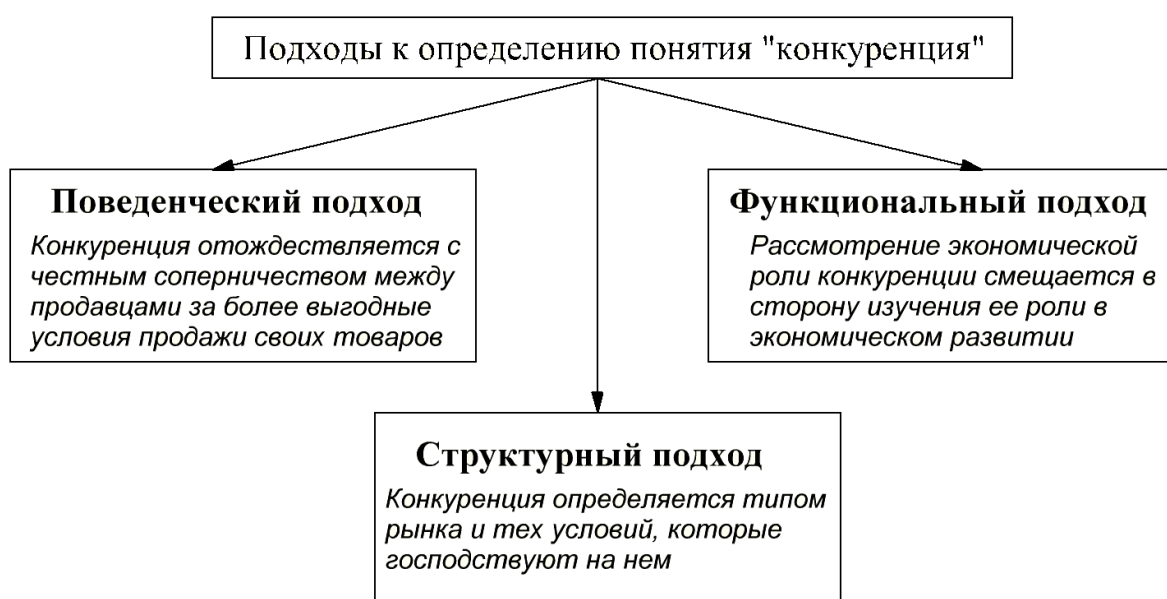 Подходы к определению понятия "конкуренция"
Поведенческий подход
Конкуренция отождествляется с
честным соперничеством между
продавцами за более выгодные
условия продажи своих товаров
Функциональный подход
Рассмотрение экономической
роли конкуренции смещается в
сторону изучения ее роли в
экономическом развитии
Структурный подход
Конкуренция определяется типом
рынка и тех условий, которые
господствуют на нем